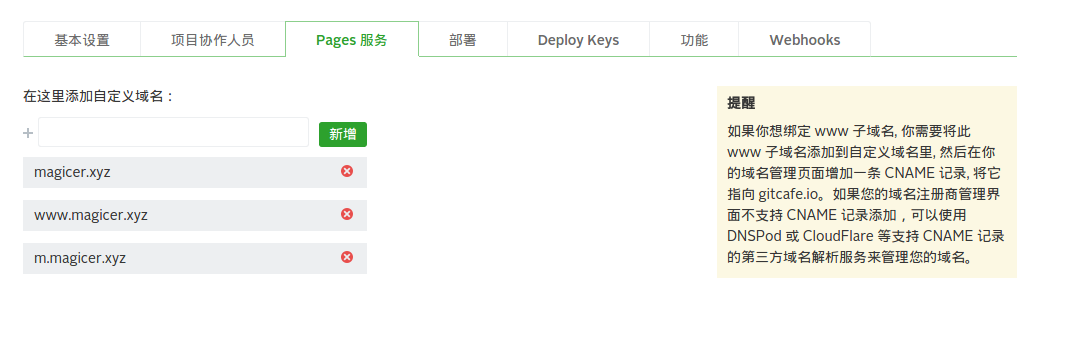 基本设置 项目协作人员 Pages 服务 部署 Deploy Keys 功能 Webhooks
在这里添加自定义域名：
新增
magicer.xyz
www.magicer.xyz
m.magicer.xyz
提醒
如果你想绑定 www 子域名, 你需要将此
www 子域名添加到自定义域名里, 然后在你
的域名管理页面增加一条 CNAME 记录, 将它
指向 gitcafe.io。如果您的域名注册商管理界
面不支持 CNAME 记录添加，可以使用
DNSPod 或 CloudFlare 等支持 CNAME 记录
的第三方域名解析服务来管理您的域名。